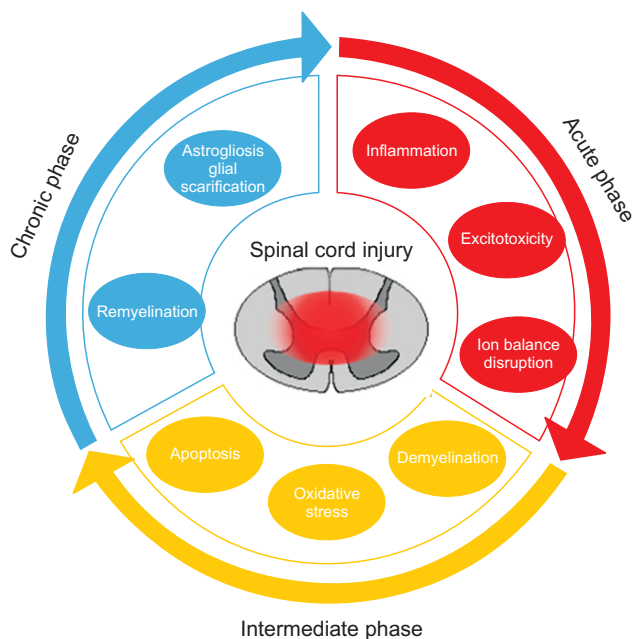 Acute phase
Inflammation
Excitotoxicity
Ion balance
disruption
Intermediate phase
Demyelination
Oxidative
stress
Apoptosis
Chronic phase
Remyelination
Astrogliosis
glial
scarification
Spinal cord injury